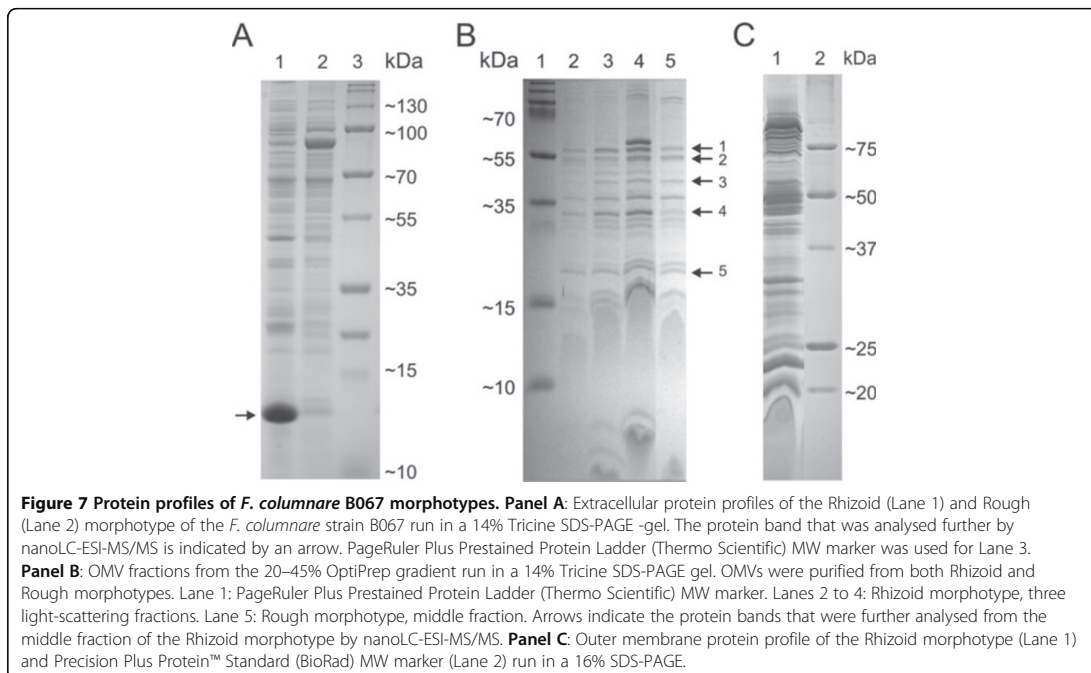 A B C
1 2 3 kDa
kDa 1 2 3 4 5
1 2 kDa
~130
~100
~70
~55
~35
~15
~10
~70
~55
~35
~15
~10
1
2
3
4
5
~75
~50
~37
~25
~20
Figure 7 Protein profiles of F. columnare B067 morphotypes. Panel A: Extracellular protein profiles of the Rhizoid (Lane 1) and Rough
(Lane 2) morphotype of the F. columnare strain B067 run in a 14% Tricine SDS-PAGE -gel. The protein band that was analysed further by
nanoLC-ESI-MS/MS is indicated by an arrow. PageRuler Plus Prestained Protein Ladder (Thermo Scientific) MW marker was used for Lane 3.
Panel B: OMV fractions from the 20–45% OptiPrep gradient run in a 14% Tricine SDS-PAGE gel. OMVs were purified from both Rhizoid and
Rough morphotypes. Lane 1: PageRuler Plus Prestained Protein Ladder (Thermo Scientific) MW marker. Lanes 2 to 4: Rhizoid morphotype, three
light-scattering fractions. Lane 5: Rough morphotype, middle fraction. Arrows indicate the protein bands that were further analysed from the
middle fraction of the Rhizoid morphotype by nanoLC-ESI-MS/MS. Panel C: Outer membrane protein profile of the Rhizoid morphotype (Lane 1)
and Precision Plus Protein™ Standard (BioRad) MW marker (Lane 2) run in a 16% SDS-PAGE.